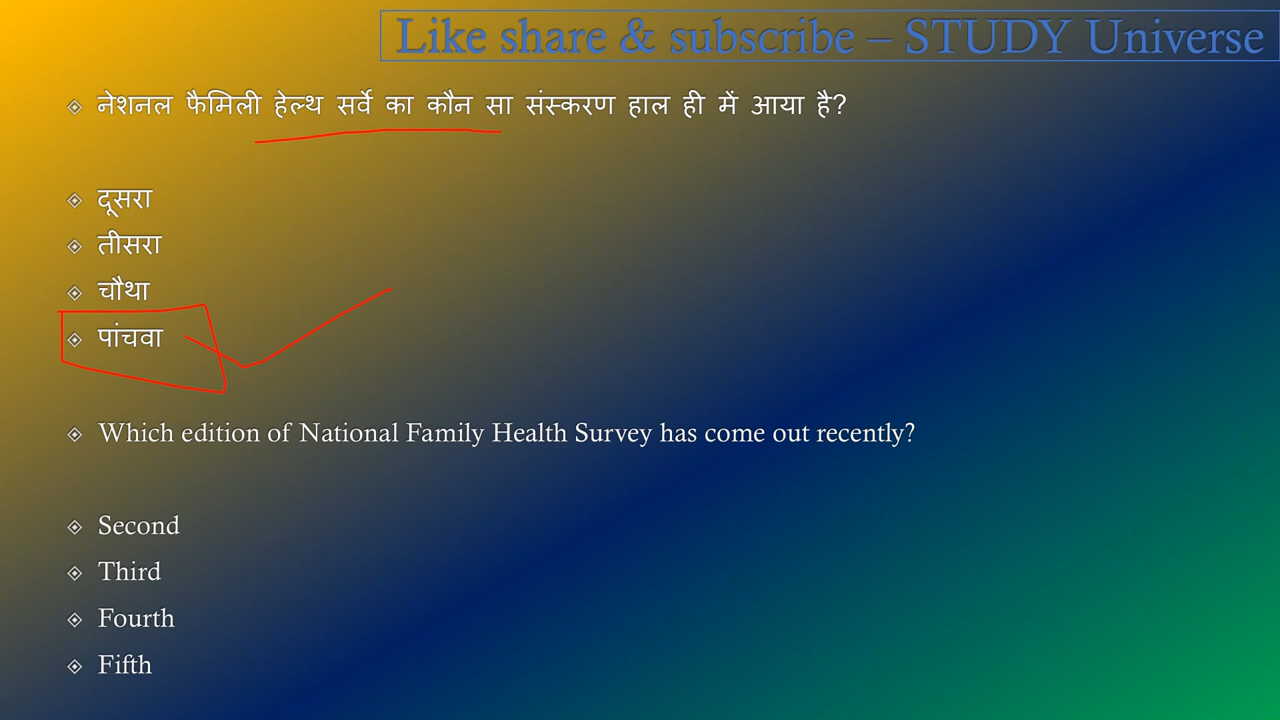 Like share & subscribe – STUDY Universe
नेशनल फैमिली हेल्थ सर्वे का कौन सा संस्करण हाल ही में आया है?
दूसरा
तीसरा
चौथा
पांचवा
Which edition of National Family Health Survey has come out recently?
Second
Third
Fourth
Fifth